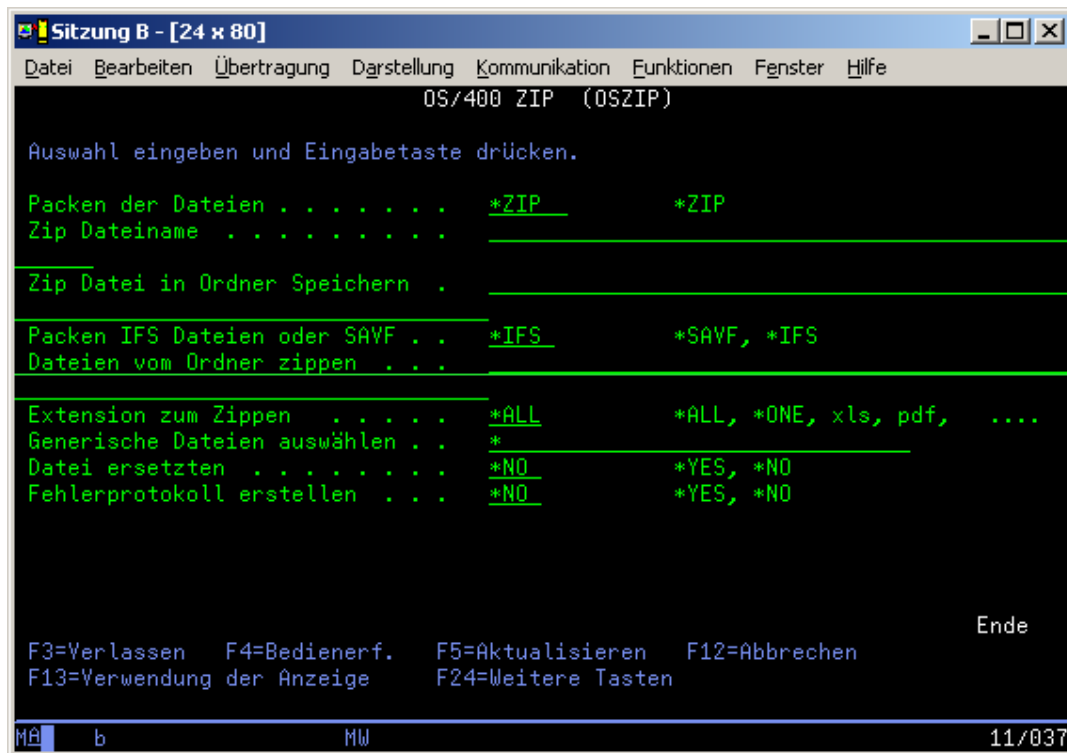 Sitzung B - [24 x 80]
Datei Bearbeiten Übertragung Darstellung Kommunikation Funktionen Fenster Hilfe
OS/400 ZIP (OSZIP)
Auswahl eingeben und Eingabetaste drücken.
Packen der Dateien . . . . . . . *ZIP *ZIP
Zip Dateiname . . . . . . . . .
Zip Datei in Ordner Speichern .
Packen IFS Dateien oder SAVF . . *IFS *SAVF, *IFS
Dateien vom Ordner zippen . . .
Extension zum Zippen . . . . . *ALL *ALL, *ONE, xls, pdf, ....
Generische Dateien auswählen . . *
Datei ersetzten . . . . . . . . *NO *YES, *NO
Fehlerprotokoll erstellen . . . *NO *YES, *NO
Ende
F3=Verlassen F4=Bedienerf. F5=Aktualisieren F12=Abbrechen
F13=Verwendung der Anzeige F24=Weitere Tasten
MA b MW 11/037